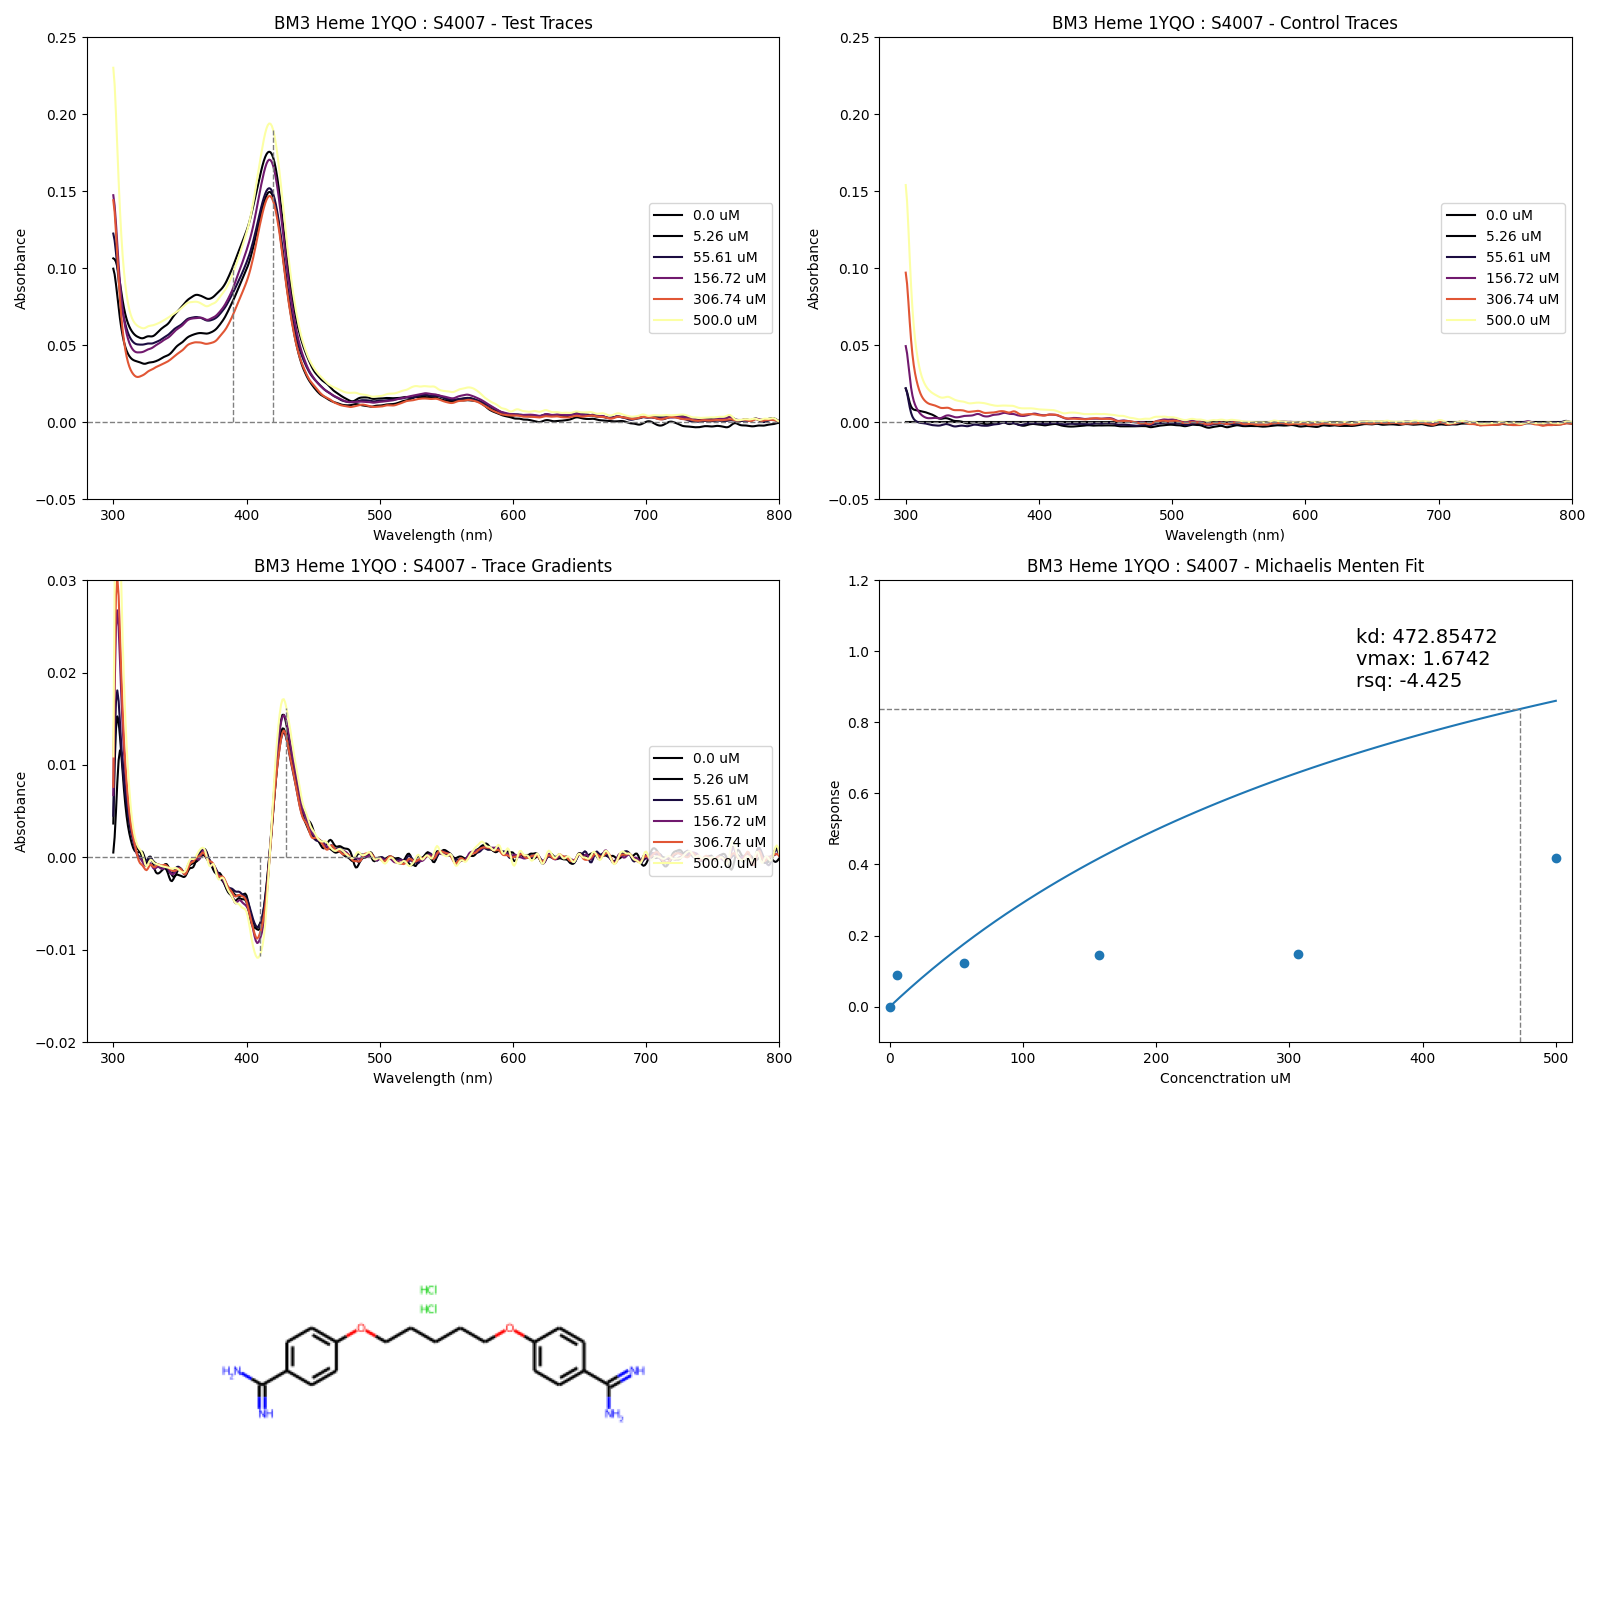 BM3 Heme 1YQO : S4007 - Test Traces
0.25
0.20
0.15
0.10
0.05
0.00
−0.05
Absorbance
300 400 500 600 700 800
Wavelength (nm)
0.0 uM
5.26 uM
55.61 uM
156.72 uM
306.74 uM
500.0 uM
BM3 Heme 1YQO : S4007 - Control Traces
0.25
0.20
0.15
0.10
0.05
0.00
−0.05
Absorbance
300 400 500 600 700 800
Wavelength (nm)
0.0 uM
5.26 uM
55.61 uM
156.72 uM
306.74 uM
500.0 uM
BM3 Heme 1YQO : S4007 - Trace Gradients
0.03
0.02
0.01
0.00
−0.01
−0.02
Absorbance
300 400 500 600 700 800
Wavelength (nm)
0.0 uM
5.26 uM
55.61 uM
156.72 uM
306.74 uM
500.0 uM
BM3 Heme 1YQO : S4007 - Michaelis Menten Fit
1.2
1.0
0.8
0.6
0.4
0.2
0.0
Response
kd: 472.85472
vmax: 1.6742
rsq: -4.425
0 100 200 300 400 500
Concenctration uM
HCl
HCl
O O
H2N NH
NH NH2